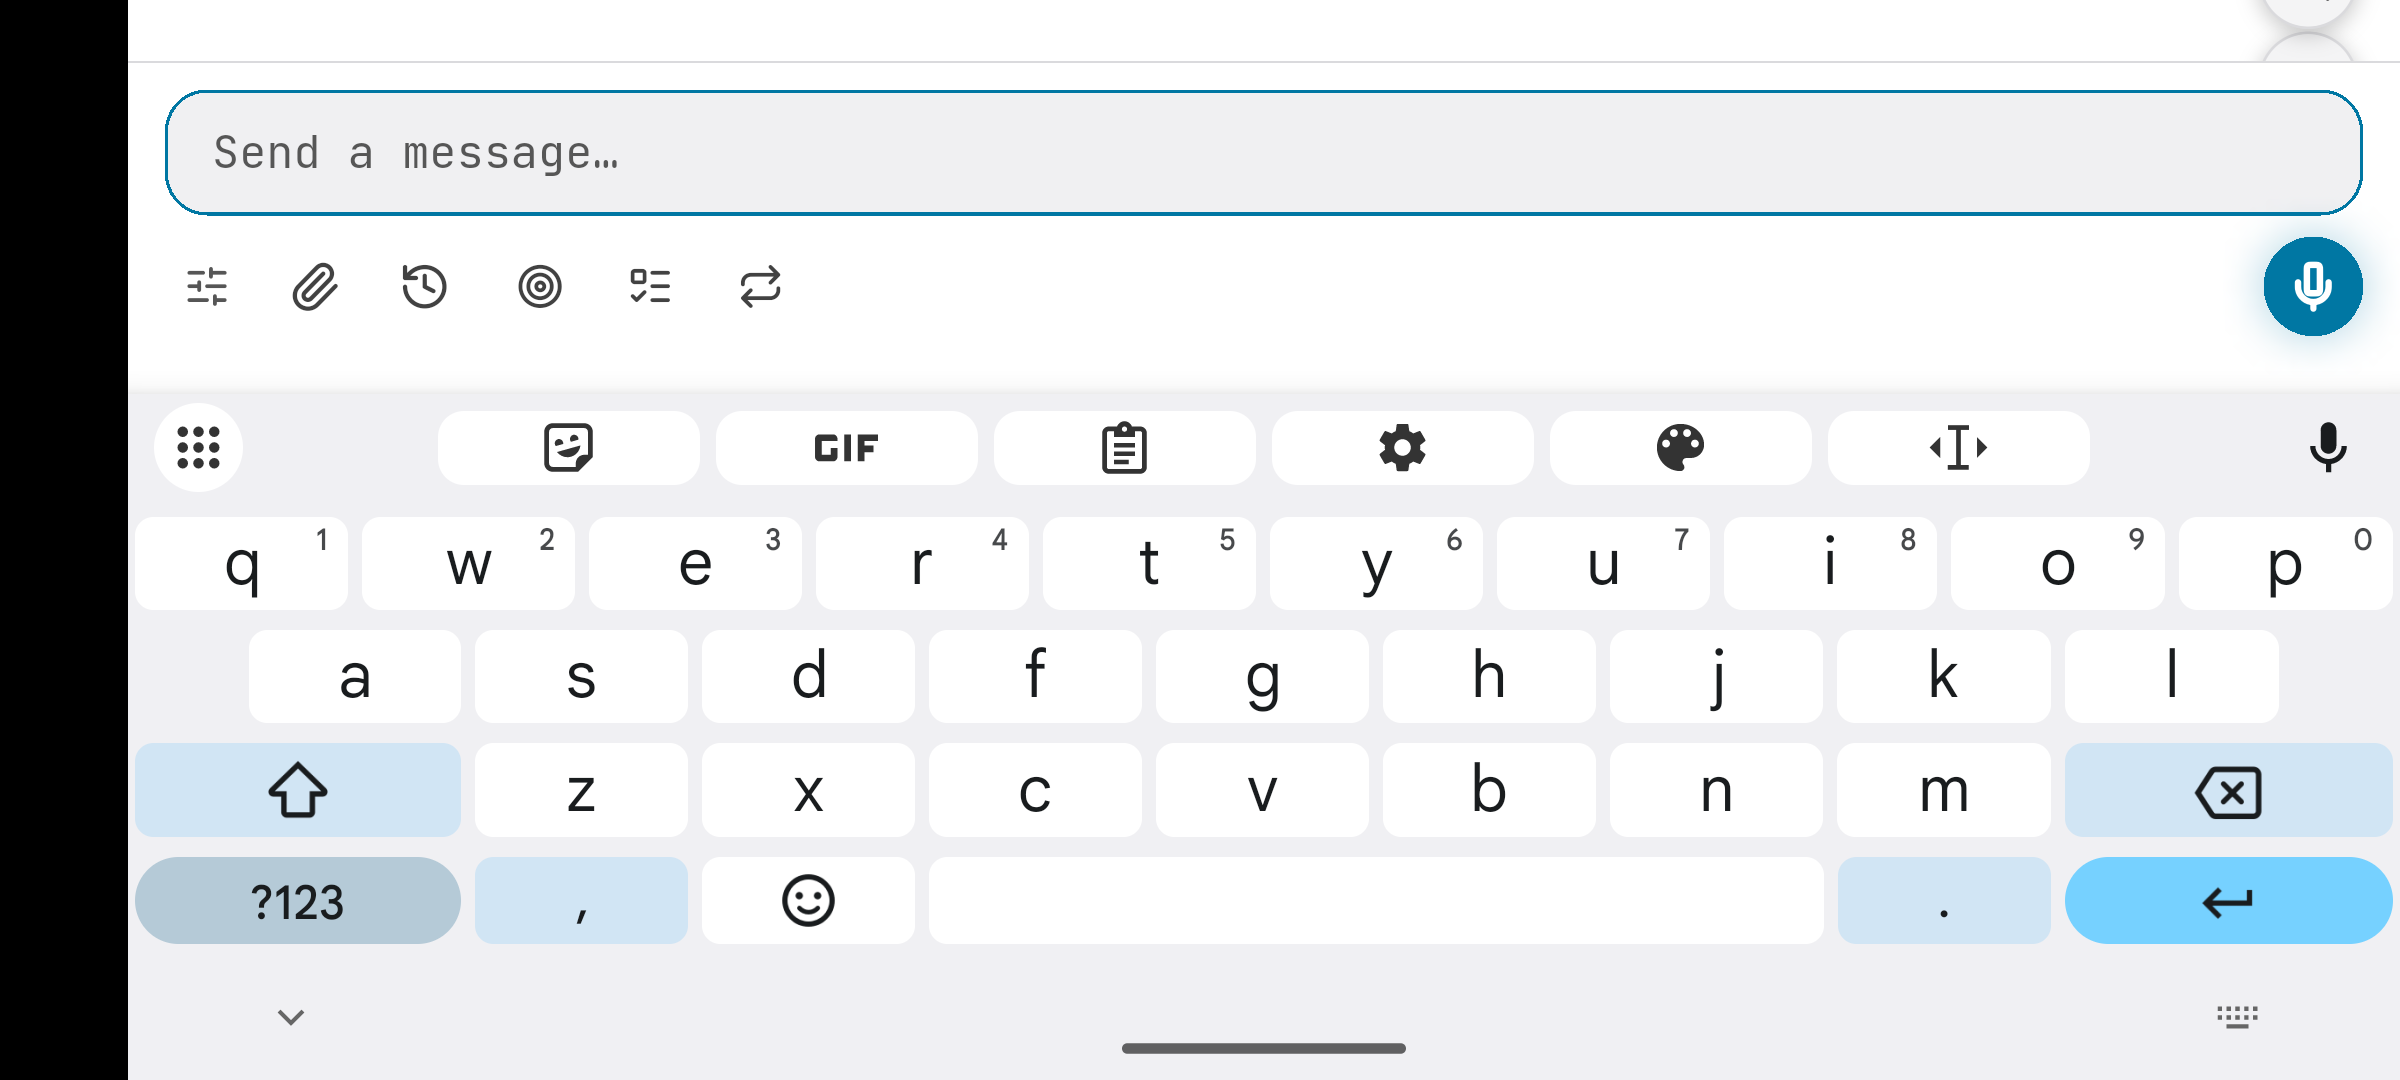 Send a message…
GIF
q 1 w 2 e 3 r 4 t 5 y 6 u 7 i 8 o 9 p 0
a s d f g h j k l
z x c v b n m
?123 , .